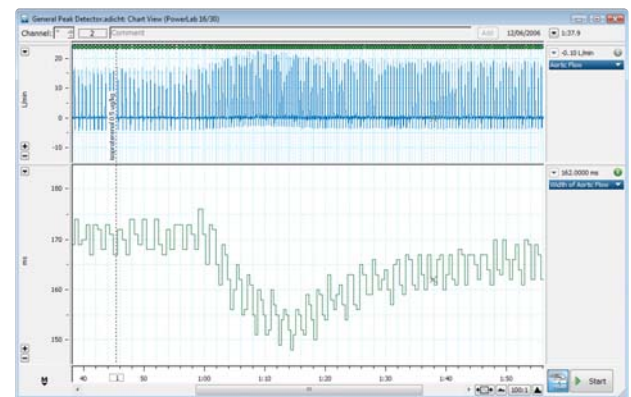 General Peak Detector.adicht: Chart View (PowerLab 16/30)
Channel: * 2 Comment Add 12/06/2006 1:37.9
20
10
0
-10
L/min
-0.10 L/min
Aortic Flow
180
170
160
150
ms
162.0000 ms
Width of Aortic Flow
40 1 50 1:00 1:10 1:20 1:30 1:40 1:50
100:1 Start